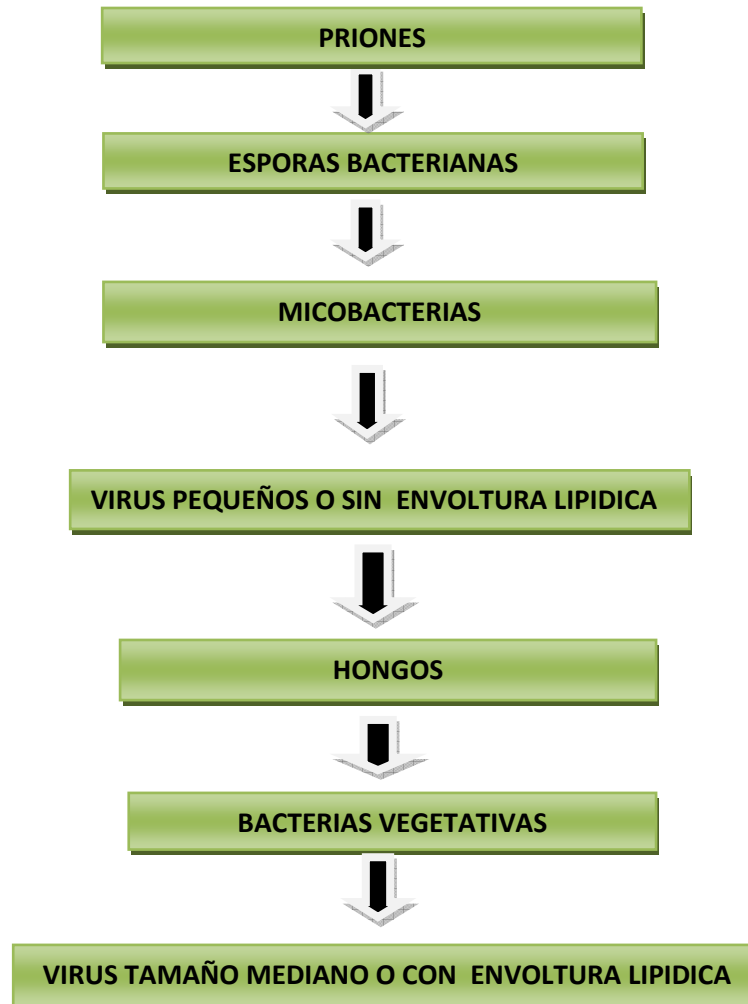 PRIONES
ESPORAS BACTERIANAS
MICOBACTERIAS
VIRUS PEQUEÑOS O SIN ENVOLTURA LIPIDICA
HONGOS
BACTERIAS VEGETATIVAS
VIRUS TAMAÑO MEDIANO O CON ENVOLTURA LIPIDICA